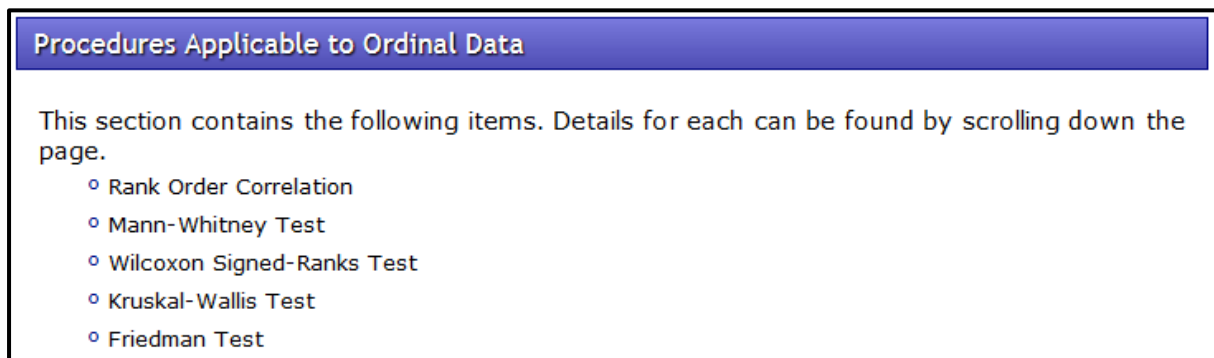 Procedures Applicable to Ordinal Data
This section contains the following items. Details for each can be found by scrolling down the
page.
Rank Order Correlation
Mann-Whitney Test
Wilcoxon Signed-Ranks Test
Kruskal-Wallis Test
Friedman Test